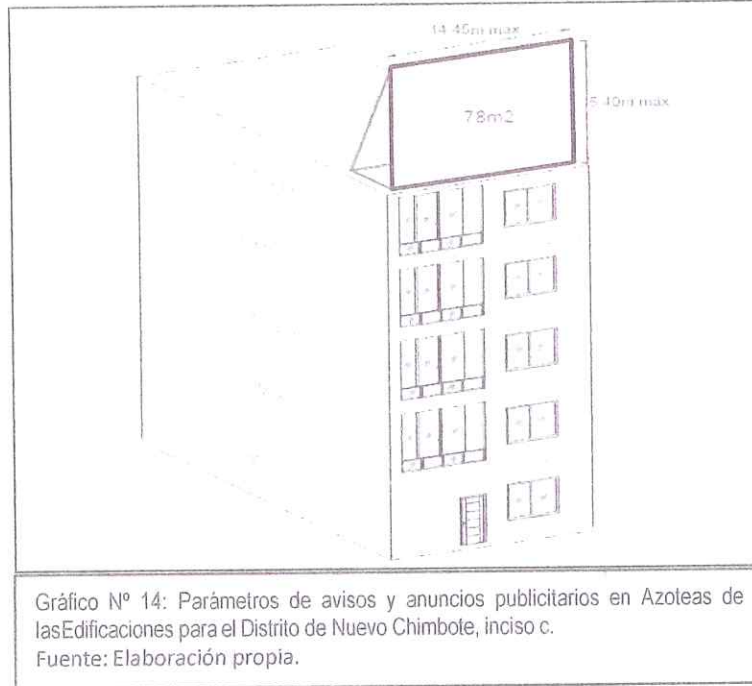 14.45m max
5.40m max
78m2
Gráfico Nº 14: Parámetros de avisos y anuncios publicitarios en Azoteas de
lasEdificaciones para el Distrito de Nuevo Chimbote, inciso c.
Fuente: Elaboración propia.